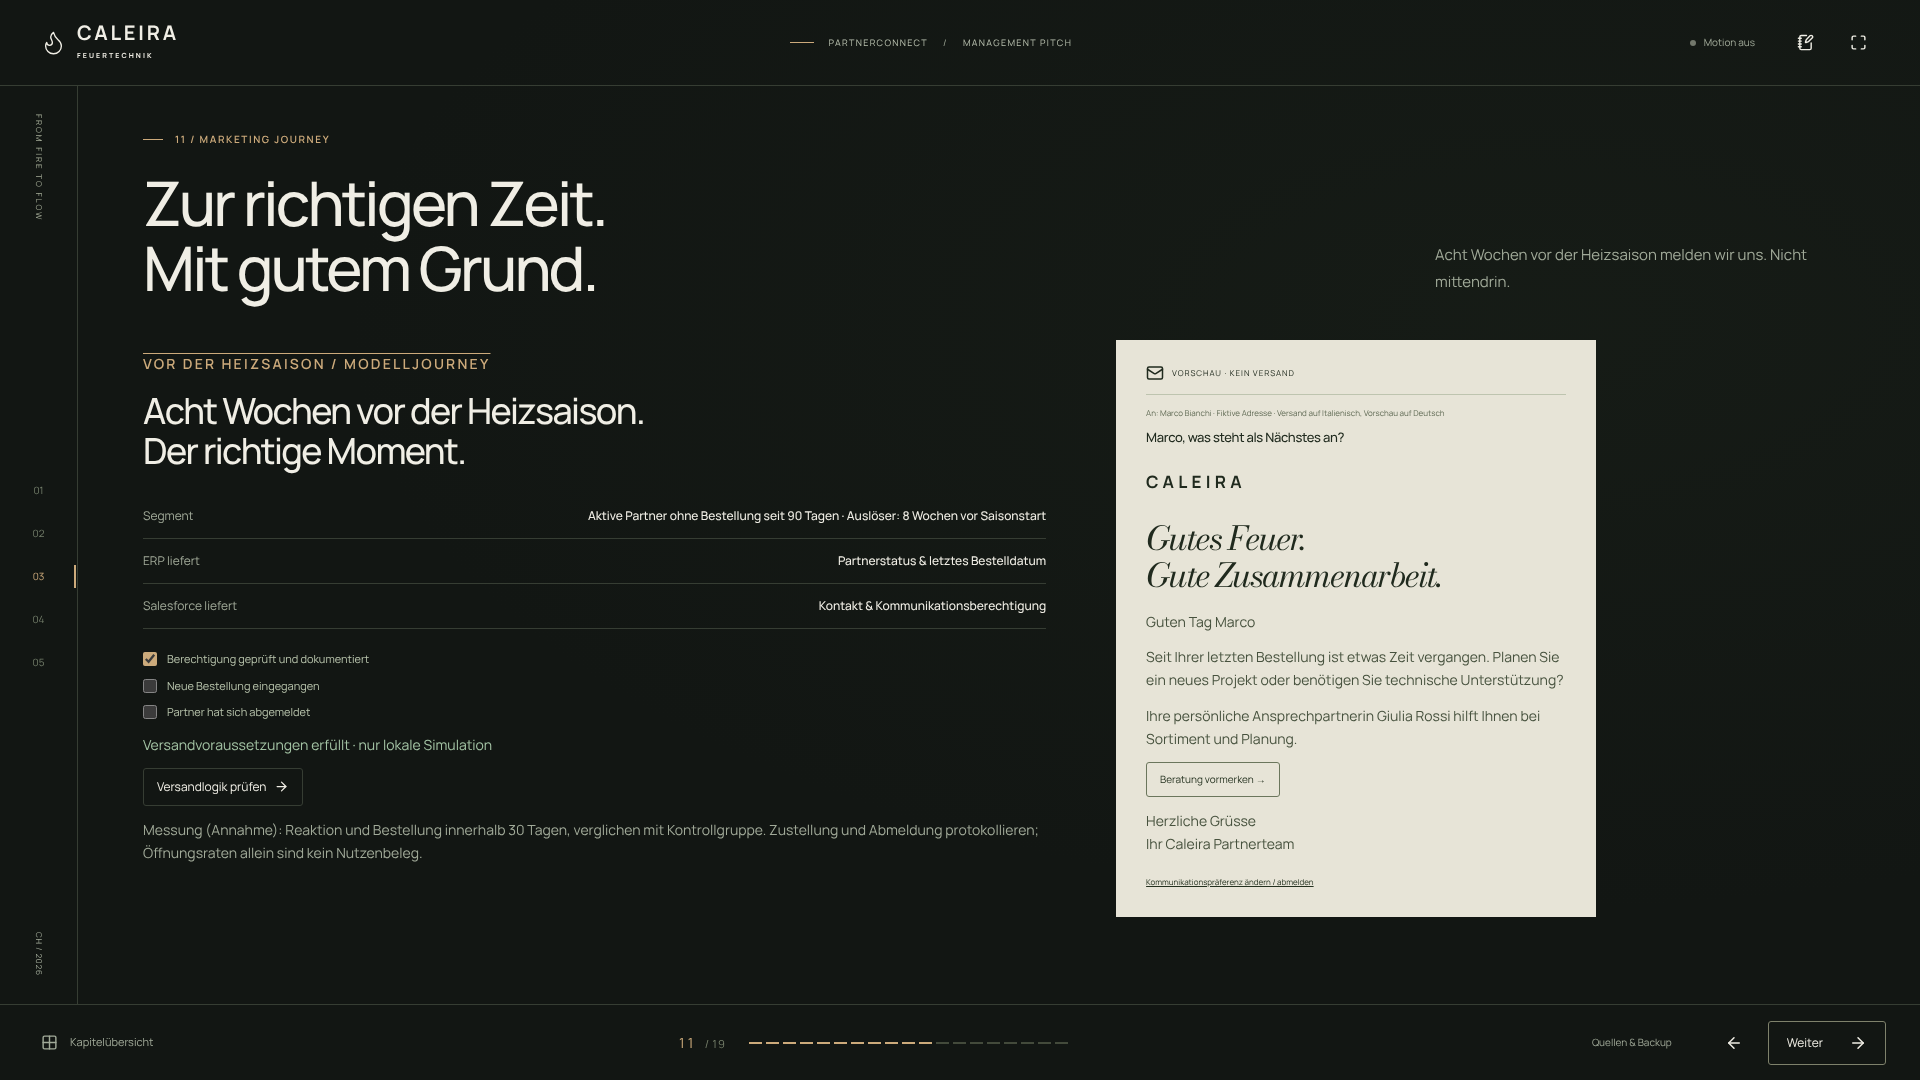 CALEIRA
FEUERTECHNIK
PARTNERCONNECT / MANAGEMENT PITCH
Motion aus
FROM FIRE TO FLOW
01
02
03
04
05
CH / 2026
11 / MARKETING JOURNEY
Zur richtigen Zeit.
Mit gutem Grund.
Acht Wochen vor der Heizsaison melden wir uns. Nicht
mittendrin.
VOR DER HEIZSAISON / MODELLJOURNEY
Acht Wochen vor der Heizsaison.
Der richtige Moment.
Segment Aktive Partner ohne Bestellung seit 90 Tagen · Auslöser: 8 Wochen vor Saisonstart
ERP liefert Partnerstatus & letztes Bestelldatum
Salesforce liefert Kontakt & Kommunikationsberechtigung
Berechtigung geprüft und dokumentiert
Neue Bestellung eingegangen
Partner hat sich abgemeldet
Versandvoraussetzungen erfüllt · nur lokale Simulation
Versandlogik prüfen →
Messung (Annahme): Reaktion und Bestellung innerhalb 30 Tagen, verglichen mit Kontrollgruppe. Zustellung und Abmeldung protokollieren;
Öffnungsraten allein sind kein Nutzenbeleg.
VORSCHAU · KEIN VERSAND
An: Marco Bianchi · Fiktive Adresse · Versand auf Italienisch, Vorschau auf Deutsch
Marco, was steht als Nächstes an?
CALEIRA
Gutes Feuer.
Gute Zusammenarbeit.
Guten Tag Marco
Seit Ihrer letzten Bestellung ist etwas Zeit vergangen. Planen Sie
ein neues Projekt oder benötigen Sie technische Unterstützung?
Ihre persönliche Ansprechpartnerin Giulia Rossi hilft Ihnen bei
Sortiment und Planung.
Beratung vormerken →
Herzliche Grüsse
Ihr Caleira Partnerteam
Kommunikationspräferenz ändern / abmelden
Kapitelübersicht
11 / 19
Quellen & Backup
← Weiter →